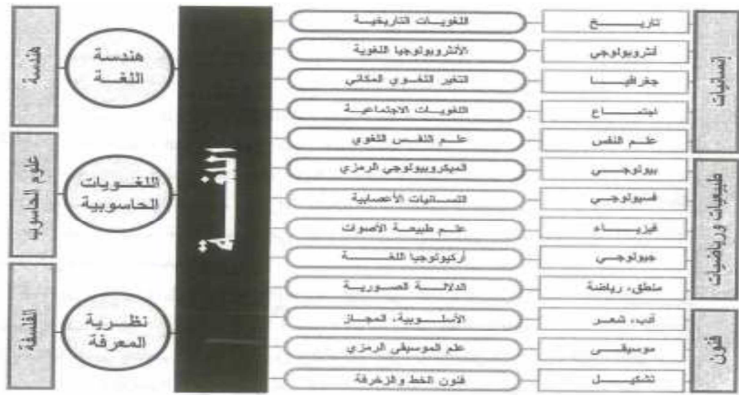 إنسانيات
تاريخ
اللغويات التاريخية
أنثروبولوجي
الأنثروبولوجيا اللغوية
جغرافيا
التغير اللغوي المكاني
اجتماع
اللغويات الاجتماعية
علم النفس
علم النفس اللغوي
طبيعيات ورياضيات
بيولوجي
الميكروبيولوجي الرمزي
فسيولوجي
اللسانيات الأعصابية
فيزياء
علم طبيعة الأصوات
جيولوجي
أركيولوجيا اللغة
منطق، رياضة
الدلالة الصورية
فنون
أدب، شعر
الأسلوبية، المجاز
موسيقى
علم الموسيقى الرمزي
تشكيل
فنون الخط والزخرفة
اللغة
هندسة
اللغة
هندسة
اللغويات
الحاسوبية
علوم الحاسوب
نظرية
المعرفة
الفلسفة